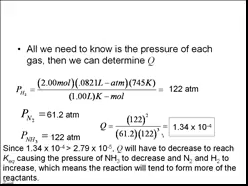 • All we need to know is the pressure of each
gas, then we can determine Q
P_H₂ = (2.00mol)(.0821L – atm)(745K) / (1.00L)K – mol = 122 atm
P_N₂ = 61.2 atm
P_NH₃ = 122 atm
Q = (122)² / (61.2)(122)³ = 1.34 x 10⁻⁴
Since 1.34 x 10⁻⁴ > 2.79 x 10⁻⁵, Q will have to decrease to reach
K_eq causing the pressure of NH₃ to decrease and N₂ and H₂ to
increase, which means the reaction will tend to form more of the
reactants.